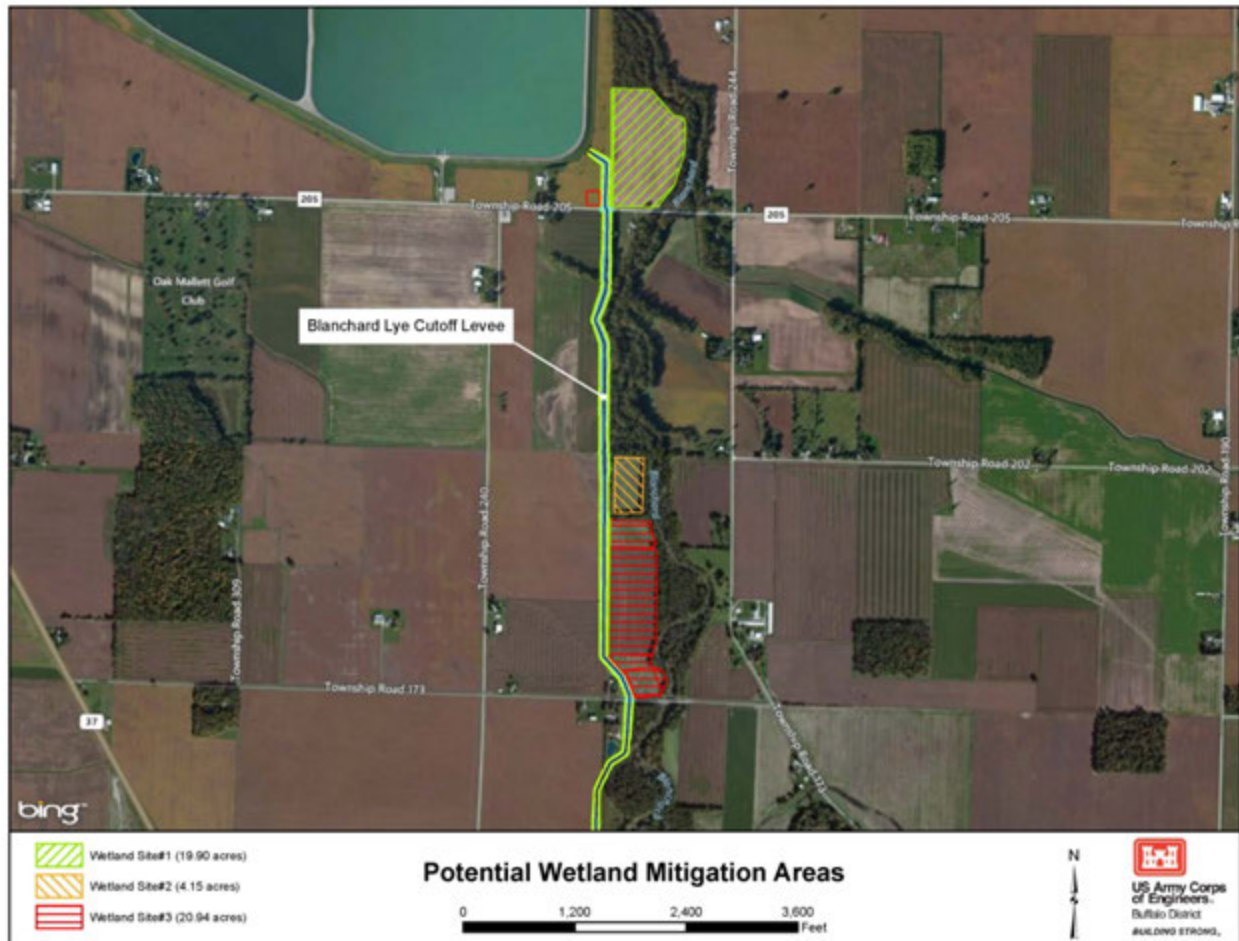 Township Road 244
Blanchard
205
Township Road 205
205
Township Road 205
Oak Mallett Golf
Club
Blanchard Lye Cutoff Levee
Township Road 190
Township Road 202
Township Road 202
Blanchard
Township Road 240
Township Road 309
Township Road 173
37
Township Road 173
bing
Wetland Site#1 (19.90 acres)
Wetland Site#2 (4.15 acres)
Wetland Site#3 (20.94 acres)
Potential Wetland Mitigation Areas
0 1,200 2,400 3,600
Feet
N
US Army Corps
of Engineers.
Buffalo District
BUILDING STRONG.